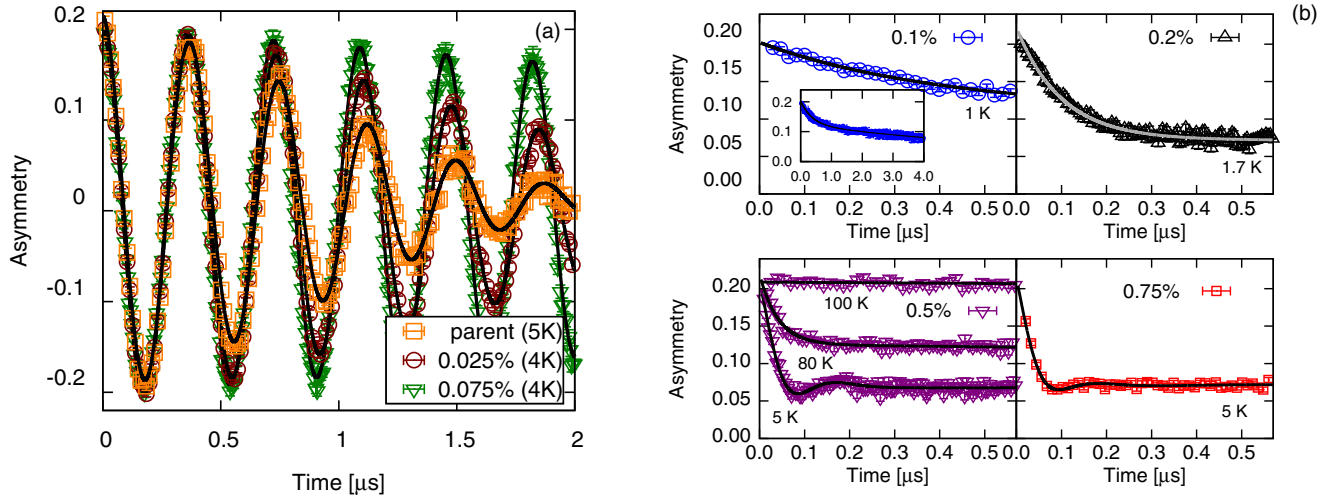 (a)
Asymmetry
0.2
0.1
0
-0.1
-0.2
parent (5K)
0.025% (4K)
0.075% (4K)
0 0.5 1 1.5 2
Time [μs]
(b)
Asymmetry
0.20
0.15
0.10
0.05
0.00
0.1%
1 K
0.2
0.1
0.0
0.0 1.0 2.0 3.0 4.0
0.0 0.1 0.2 0.3 0.4 0.5
Time [μs]
0.2%
1.7 K
0.0 0.1 0.2 0.3 0.4 0.5
Time [μs]
Asymmetry
0.20
0.15
0.10
0.05
0.00
100 K
0.5%
80 K
5 K
0.0 0.1 0.2 0.3 0.4 0.5
Time [μs]
0.75%
5 K
0.0 0.1 0.2 0.3 0.4 0.5
Time [μs]